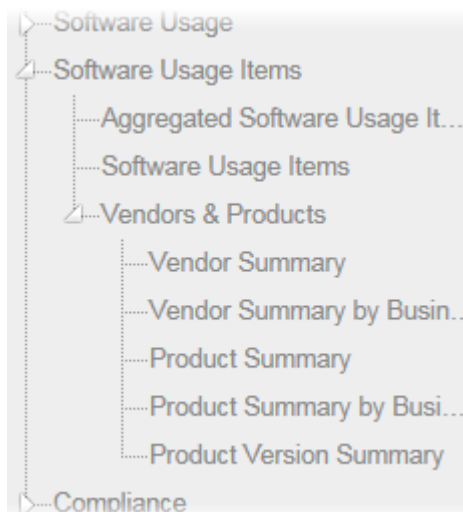 Software Usage
Software Usage Items
Aggregated Software Usage It...
Software Usage Items
Vendors & Products
Vendor Summary
Vendor Summary by Busin...
Product Summary
Product Summary by Busi...
Product Version Summary
Compliance